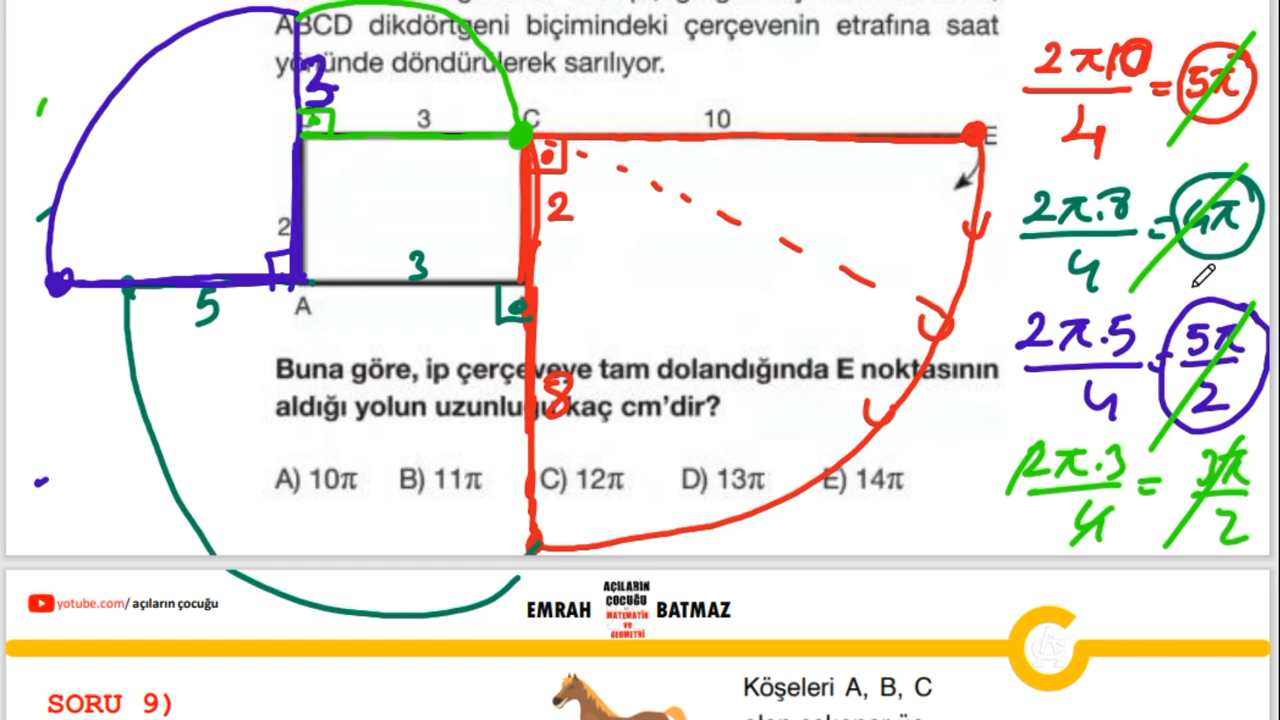 ABCD dikdörtgeni biçimindeki çerçevenin etrafına saat
yönünde döndürülerek sarılıyor.
3
3 C 10 E
2
2
3
5
A
8
Buna göre, ip çerçeveye tam dolandığında E noktasının
aldığı yolun uzunluğu kaç cm'dir?
A) 10π B) 11π C) 12π D) 13π E) 14π
2π10/4 = 5π
2π.8/4 = 4π
2π.5/4 = 5π/2
2π.3/4 = 3π/2
yotube.com/ açıların çocuğu
EMRAH
AÇILARIN
ÇOCUĞU
MATEMATİK
VE
GEOMETRİ
BATMAZ
SORU 9)
Köşeleri A, B, C